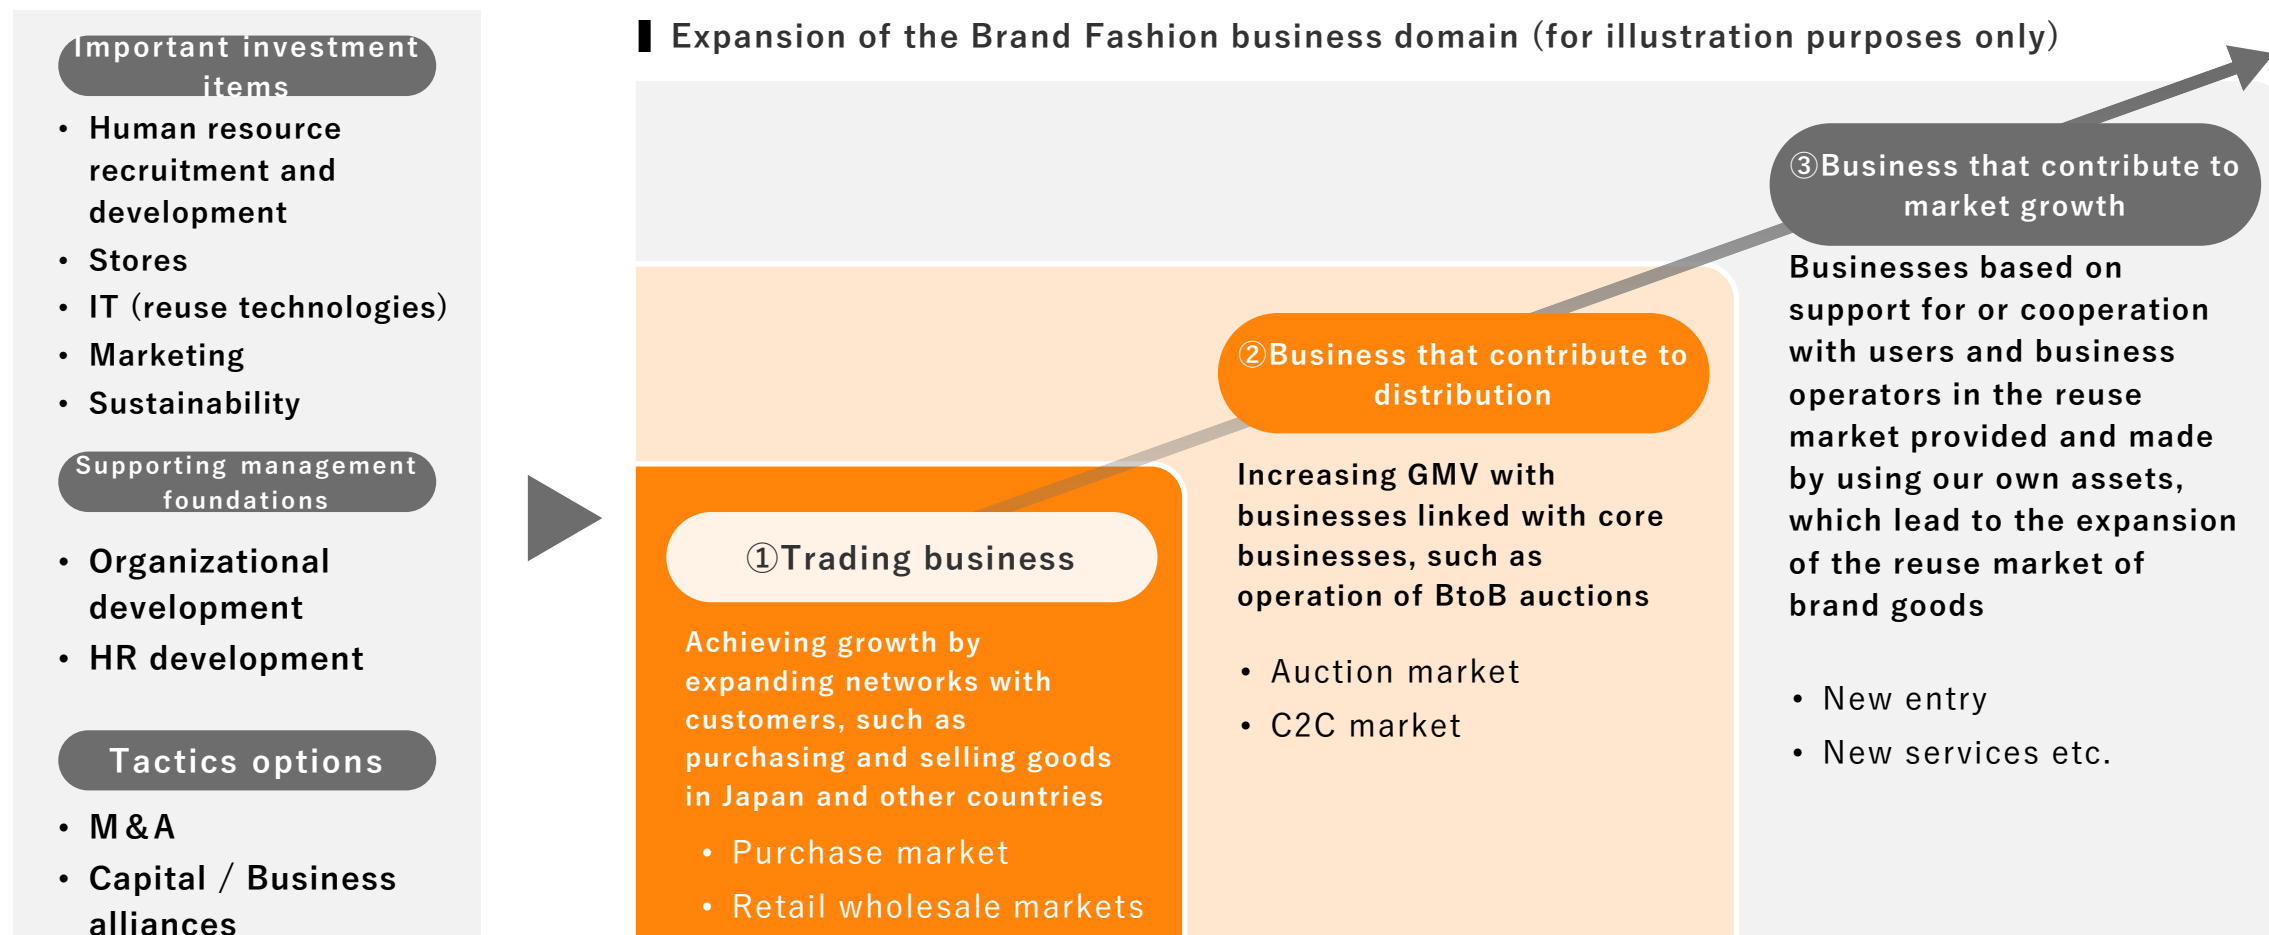 Important investment
items
• Human resource
recruitment and
development
• Stores
• IT (reuse technologies)
• Marketing
• Sustainability
Supporting management
foundations
• Organizational
development
• HR development
Tactics options
• M&A
• Capital / Business
alliances
Expansion of the Brand Fashion business domain (for illustration purposes only)
①Trading business
Achieving growth by
expanding networks with
customers, such as
purchasing and selling goods
in Japan and other countries
• Purchase market
• Retail wholesale markets
②Business that contribute to
distribution
Increasing GMV with
businesses linked with core
businesses, such as
operation of BtoB auctions
• Auction market
• C2C market
③Business that contribute to
market growth
Businesses based on
support for or cooperation
with users and business
operators in the reuse
market provided and made
by using our own assets,
which lead to the expansion
of the reuse market of
brand goods
• New entry
• New services etc.